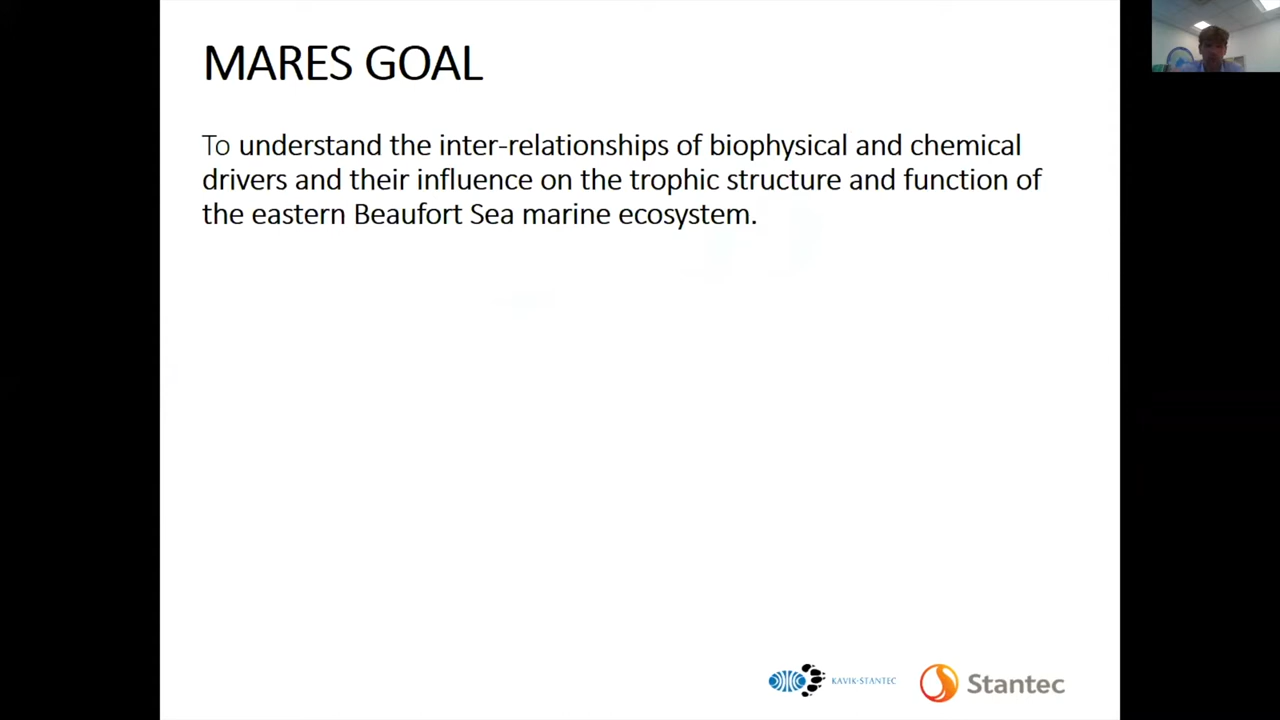 MARES GOAL
To understand the inter-relationships of biophysical and chemical
drivers and their influence on the trophic structure and function of
the eastern Beaufort Sea marine ecosystem.
KAVIK-STANTEC
Stantec